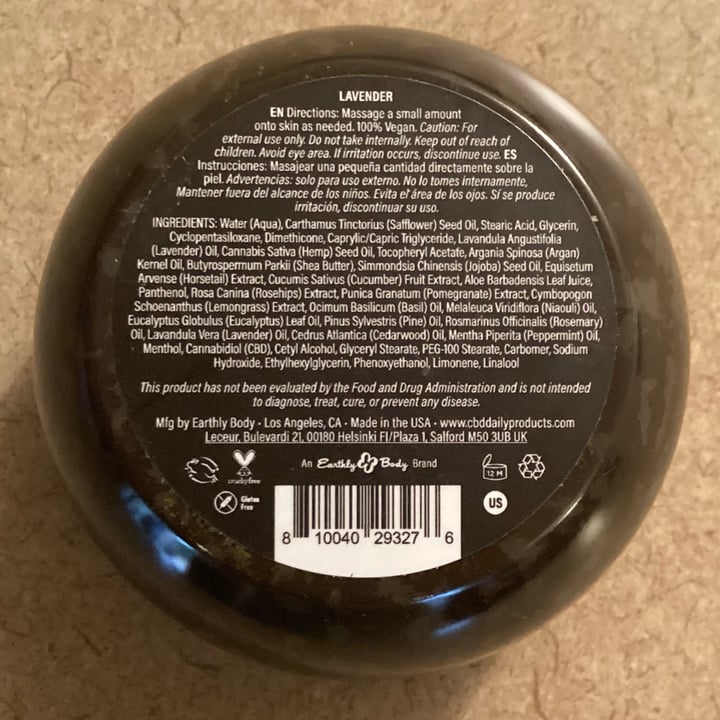 LAVENDER
EN Directions: Massage a small amount
onto skin as needed. 100% Vegan. Caution: For
external use only. Do not take internally. Keep out of reach of
children. Avoid eye area. If irritation occurs, discontinue use. ES
Instrucciones: Masajear una pequeña cantidad directamente sobre la
piel. Advertencias: solo para uso externo. No lo tomes internamente,
Mantener fuera del alcance de los niños. Evita el área de los ojos. Sí se produce
irritación, discontinuar su uso.
INGREDIENTS: Water (Aqua), Carthamus Tinctorius (Safflower) Seed Oil, Stearic Acid, Glycerin,
Cyclopentasiloxane, Dimethicone, Caprylic/Capric Triglyceride, Lavandula Angustifolia
(Lavender) Oil, Cannabis Sativa (Hemp) Seed Oil, Tocopheryl Acetate, Argania Spinosa (Argan)
Kernel Oil, Butyrospermum Parkii (Shea Butter), Simmondsia Chinensis (Jojoba) Seed Oil, Equisetum
Arvense (Horsetail) Extract, Cucumis Sativus (Cucumber) Fruit Extract, Aloe Barbadensis Leaf Juice,
Panthenol, Rosa Canina (Rosehips) Extract, Punica Granatum (Pomegranate) Extract, Cymbopogon
Schoenanthus (Lemongrass) Extract, Ocimum Basilicum (Basil) Oil, Melaleuca Viridiflora (Niaouli) Oil,
Eucalyptus Globulus (Eucalyptus) Leaf Oil, Pinus Sylvestris (Pine) Oil, Rosmarinus Officinalis (Rosemary)
Oil, Lavandula Vera (Lavender) Oil, Cedrus Atlantica (Cedarwood) Oil, Mentha Piperita (Peppermint) Oil,
Menthol, Cannabidiol (CBD), Cetyl Alcohol, Glyceryl Stearate, PEG-100 Stearate, Carbomer, Sodium
Hydroxide, Ethylhexylglycerin, Phenoxyethanol, Limonene, Linalool
This product has not been evaluated by the Food and Drug Administration and is not intended
to diagnose, treat, cure, or prevent any disease.
Mfg by Earthly Body · Los Angeles, CA · Made in the USA · www.cbddailyproducts.com
Leceur, Bulevardi 21, 00180 Helsinki FI/Plaza 1, Salford M50 3UB UK
crueltyfree
An Earthly Body Brand
12 M
Gluten
Free
US
8 10040 29327 6